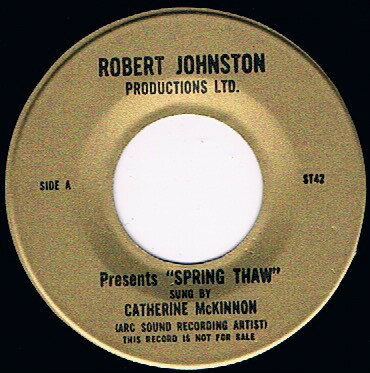 ROBERT JOHNSTON
PRODUCTIONS LTD.
SIDE A
ST42
Presents "SPRING THAW"
SUNG BY
CATHERINE McKINNON
(ARC SOUND RECORDING ARTIST)
THIS RECORD IS NOT FOR SALE